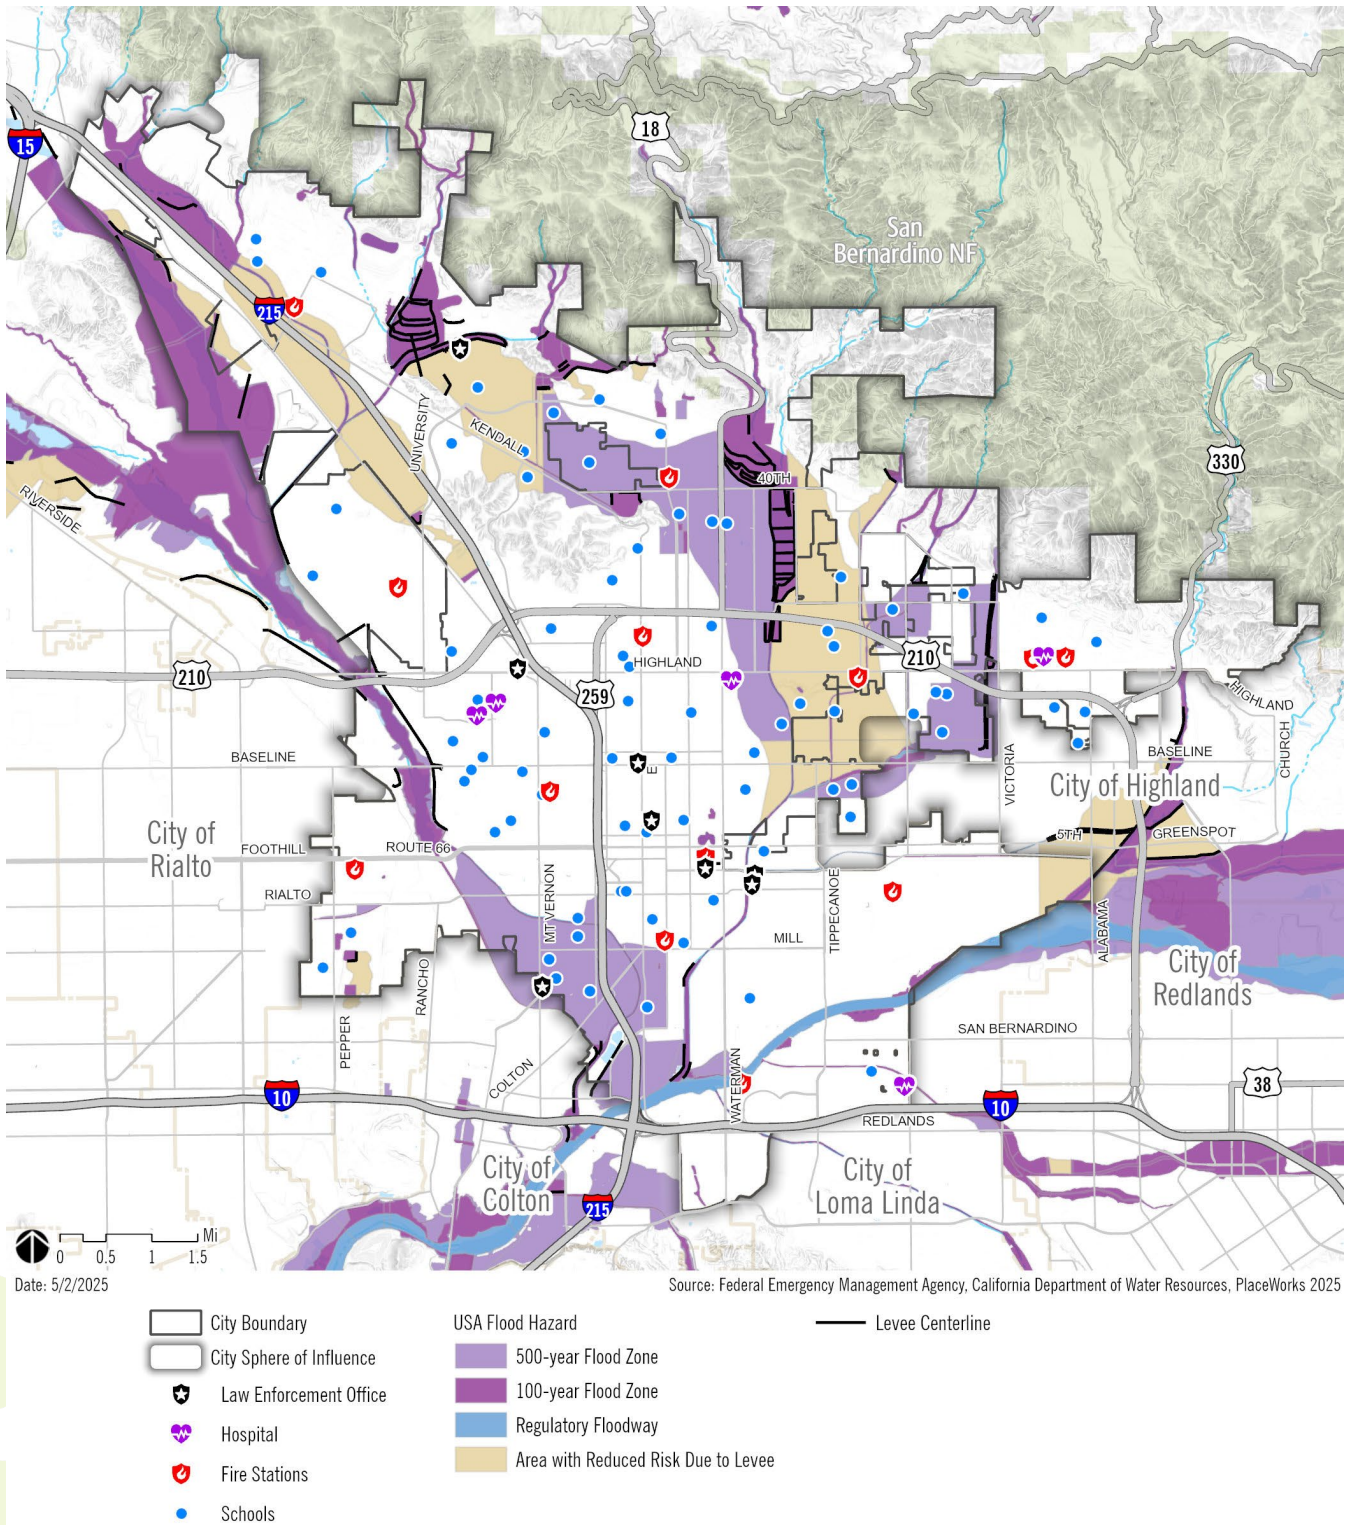 15
18
San
Bernardino NF
215
UNIVERSITY
KENDALL
40TH
330
RIVERSIDE
210
259
HIGHLAND
210
HIGHLAND
BASELINE
E
VICTORIA
BASELINE
CHURCH
City of Highland
City of
Rialto
FOOTHILL
ROUTE 66
5TH
GREENSPOT
RIALTO
MT VERNON
TIPPECANOE
MILL
ALABAMA
City of
Redlands
RANCHO
PEPPER
COLTON
WATERMAN
SAN BERNARDINO
10
10
38
REDLANDS
City of
Colton
City of
Loma Linda
215
Mi
0 0.5 1 1.5
Date: 5/2/2025
Source: Federal Emergency Management Agency, California Department of Water Resources, PlaceWorks 2025
City Boundary
City Sphere of Influence
Law Enforcement Office
Hospital
Fire Stations
Schools
USA Flood Hazard
500-year Flood Zone
100-year Flood Zone
Regulatory Floodway
Area with Reduced Risk Due to Levee
Levee Centerline